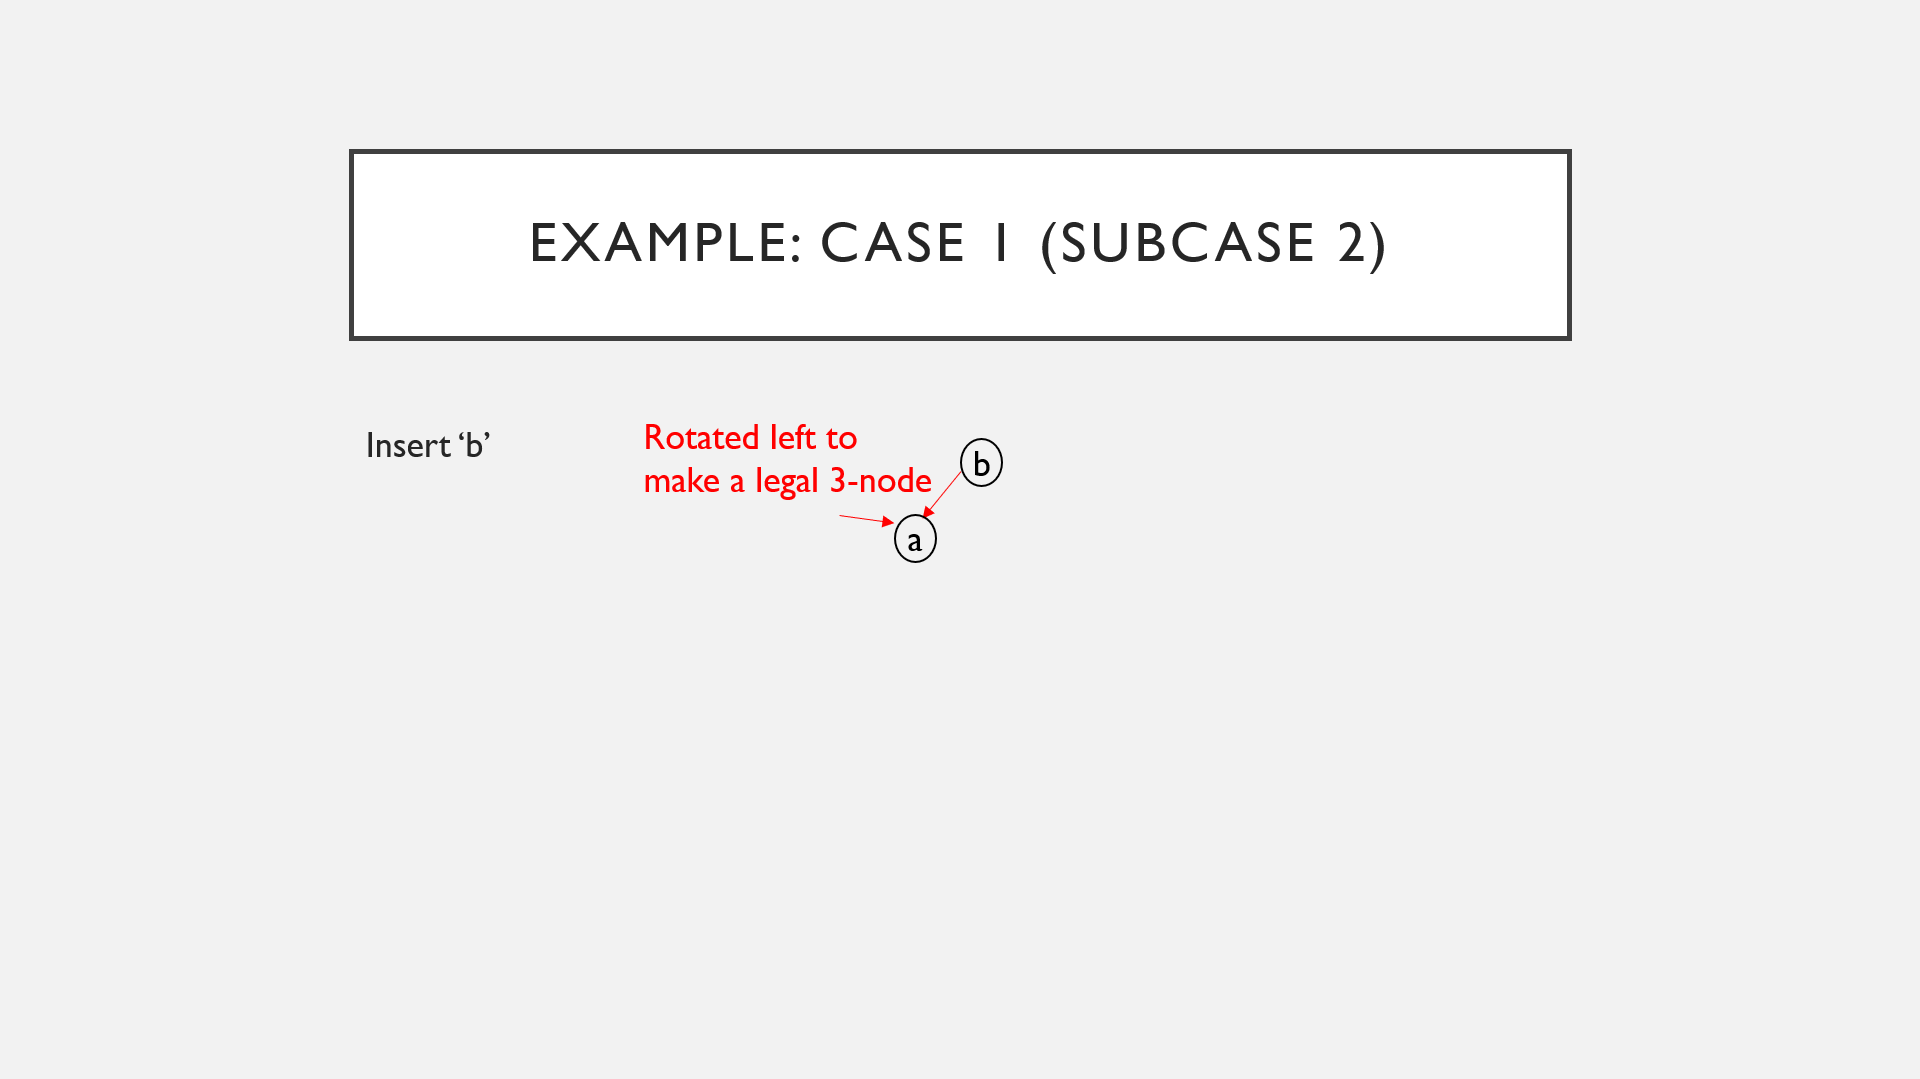 EXAMPLE: CASE 1 (SUBCASE 2)
Insert ‘b’
Rotated left to
make a legal 3-node
b
a